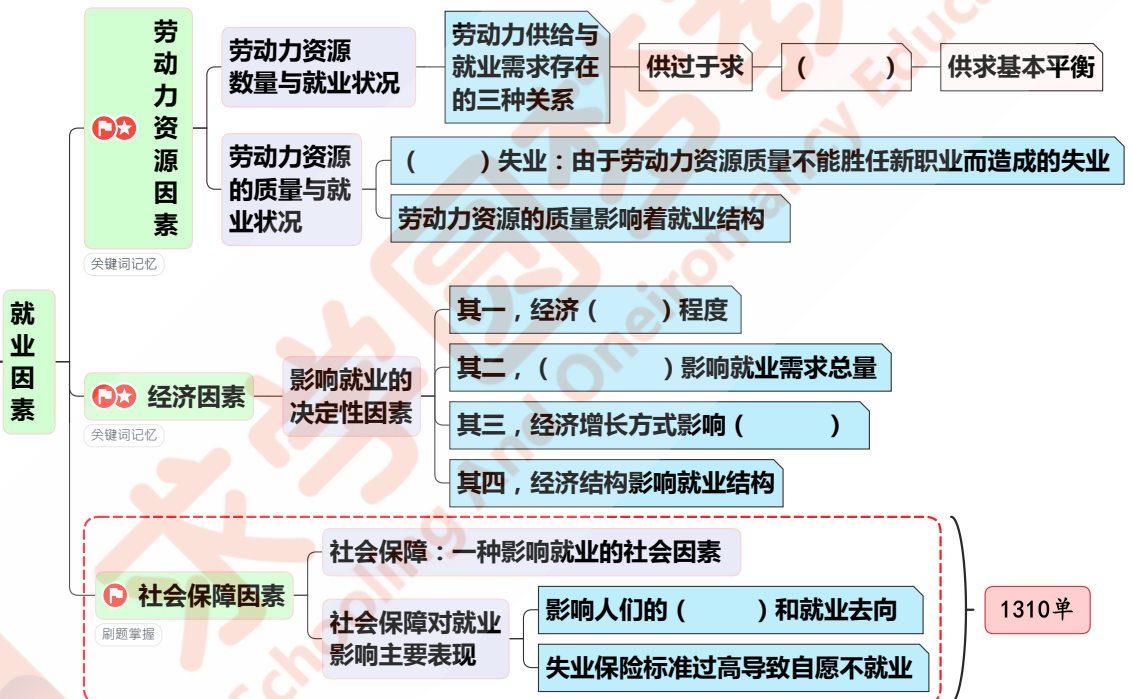 就
业
因
素
劳
动
力
资
源
因
素
关键词记忆
劳动力资源
数量与就业状况
劳动力供给与
就业需求存在
的三种关系
供过于求
（　　　）
供求基本平衡
劳动力资源
的质量与就
业状况
（　　　）失业：由于劳动力资源质量不能胜任新职业而造成的失业
劳动力资源的质量影响着就业结构
经济因素
关键词记忆
影响就业的
决定性因素
其一，经济（　　　）程度
其二，（　　　　　）影响就业需求总量
其三，经济增长方式影响（　　　　）
其四，经济结构影响就业结构
社会保障因素
刷题掌握
社会保障：一种影响就业的社会因素
社会保障对就业
影响主要表现
影响人们的（　　　）和就业去向
失业保险标准过高导致自愿不就业
1310单
求学圆梦
Schooling And Oneiromancy Educ